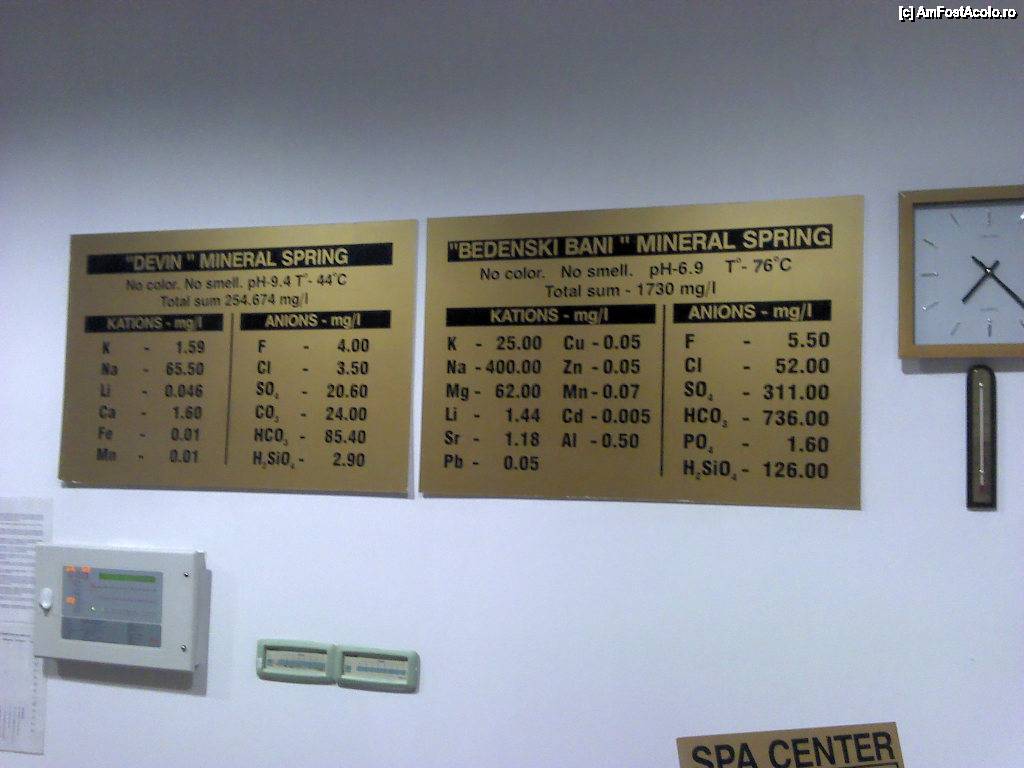 [c] AmFostAcolo.ro
"DEVIN" MINERAL SPRING
No color. No smell. pH-9.4 T°- 44°C
Total sum 254.674 mg/l
KATIONS - mg/l
K - 1.59
Na - 65.50
Li - 0.046
Ca - 1.60
Fe - 0.01
Mn - 0.01
ANIONS - mg/l
F - 4.00
Cl - 3.50
SO₄ - 20.60
CO₃ - 24.00
HCO₃ - 85.40
H₂SiO₄ - 2.90
"BEDENSKI BANI" MINERAL SPRING
No color. No smell. pH-6.9 T°- 76°C
Total sum - 1730 mg/l
KATIONS - mg/l
K - 25.00 Cu - 0.05
Na - 400.00 Zn - 0.05
Mg - 62.00 Mn - 0.07
Li - 1.44 Cd - 0.005
Sr - 1.18 Al - 0.50
Pb - 0.05
ANIONS - mg/l
F - 5.50
Cl - 52.00
SO₄ - 311.00
HCO₃ - 736.00
PO₄ - 1.60
H₂SiO₄ - 126.00
SPA CENTER